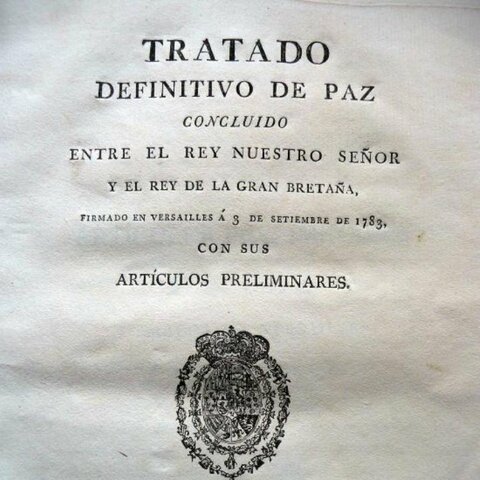 TRATADO
DEFINITIVO DE PAZ
CONCLUIDO
ENTRE EL REY NUESTRO SEÑOR
Y EL REY DE LA GRAN BRETAÑA,
FIRMADO EN VERSAILLES Á 3 DE SETIEMBRE DE 1783,
CON SUS
ARTÍCULOS PRELIMINARES.